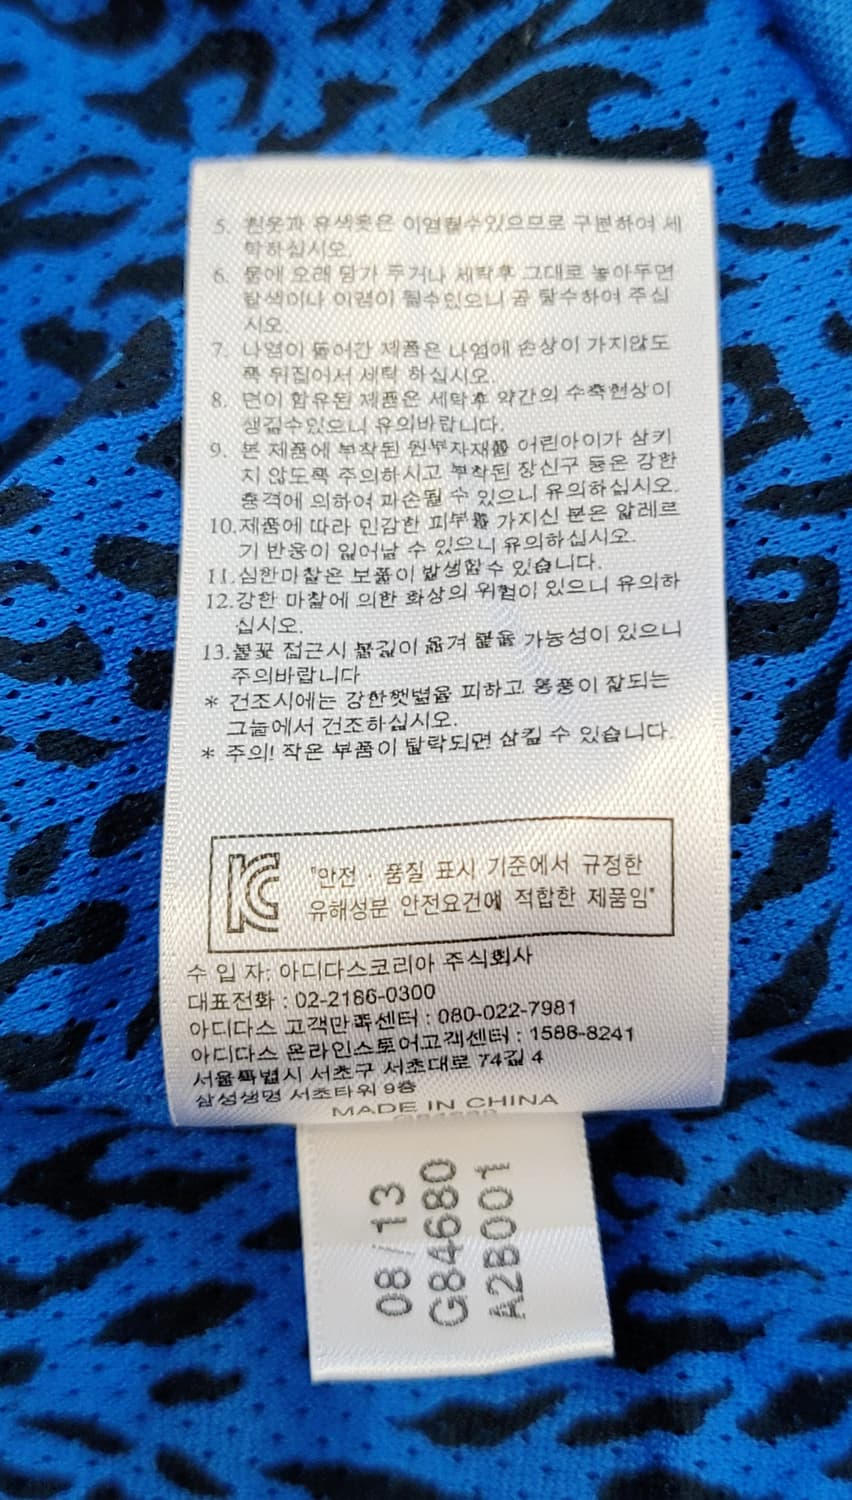 5. 흰옷과 유색옷은 이염될수있으므로 구분하여 세
탁하십시오.
6. 물에 오래 담가 두거나 세탁후 그대로 놓아두면
탈색이나 이염이 될수있으니 곧 탈수하여 주십
시오.
7. 나염이 들어간 제품은 나염에 손상이 가지않도
록 뒤집어서 세탁 하십시오.
8. 면이 함유된 제품은 세탁후 약간의 수축현상이
생길수있으니 유의바랍니다.
9. 본 제품에 부착된 원부자재를 어린아이가 삼키
지 않도록 주의하시고 부착된 장신구 등은 강한
충격에 의하여 파손될 수 있으니 유의하십시오.
10.제품에 따라 민감한 피부를 가지신 분은 알레르
기 반응이 일어날 수 있으니 유의하십시오.
11.심한마찰은 보풀이 발생할수 있습니다.
12.강한 마찰에 의한 화상의 위험이 있으니 유의하
십시오.
13.불꽃 접근시 불길이 옮겨 붙을 가능성이 있으니
주의바랍니다
* 건조시에는 강한햇볕을 피하고 통풍이 잘되는
그늘에서 건조하십시오.
* 주의! 작은 부품이 탈락되면 삼킬 수 있습니다.
"안전 · 품질 표시 기준에서 규정한
유해성분 안전요건에 적합한 제품임"
수 입 자: 아디다스코리아 주식회사
대표전화 : 02-2186-0300
아디다스 고객만족센터 : 080-022-7981
아디다스 온라인스토어고객센터 : 1588-8241
서울특별시 서초구 서초대로 74길 4
삼성생명 서초타워 9층
MADE IN CHINA
08/13
G84680
A2B001